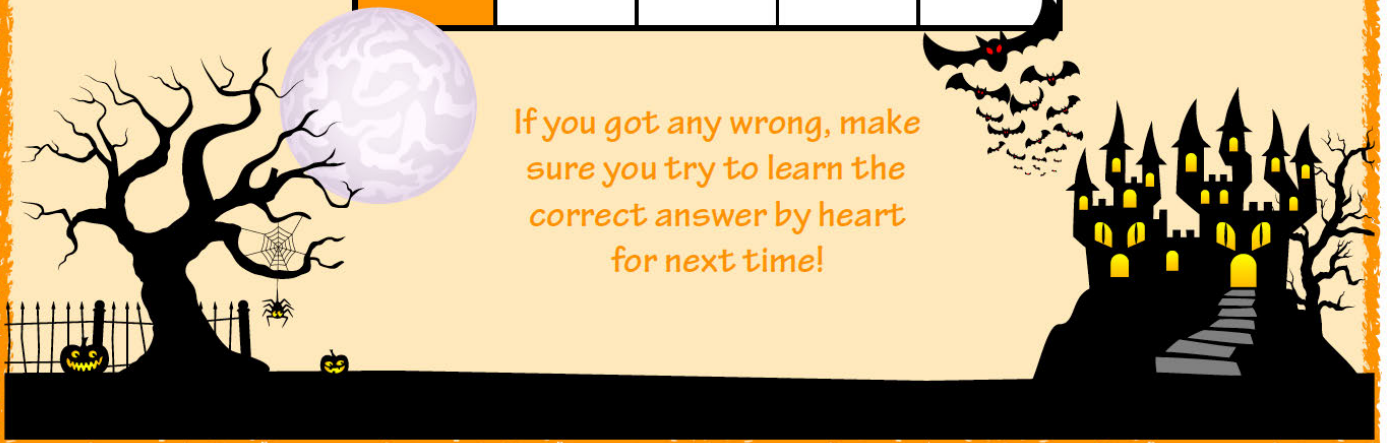 If you got any wrong, make
sure you try to learn the
correct answer by heart
for next time!